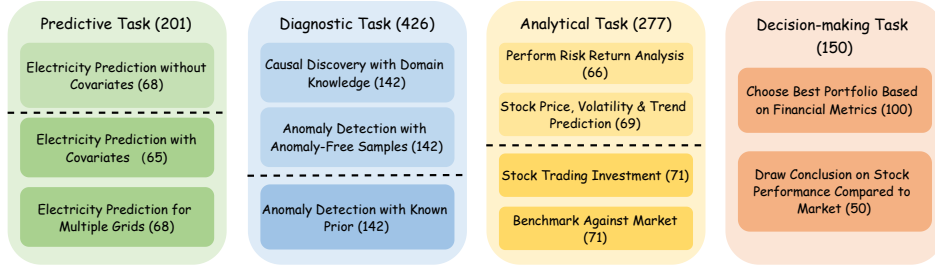 Predictive Task (201)
Electricity Prediction without
Covariates (68)
Electricity Prediction with
Covariates (65)
Electricity Prediction for
Multiple Grids (68)
Diagnostic Task (426)
Causal Discovery with Domain
Knowledge (142)
Anomaly Detection with
Anomaly-Free Samples (142)
Anomaly Detection with Known
Prior (142)
Analytical Task (277)
Perform Risk Return Analysis
(66)
Stock Price, Volatility & Trend
Prediction (69)
Stock Trading Investment (71)
Benchmark Against Market
(71)
Decision-making Task
(150)
Choose Best Portfolio Based
on Financial Metrics (100)
Draw Conclusion on Stock
Performance Compared to
Market (50)